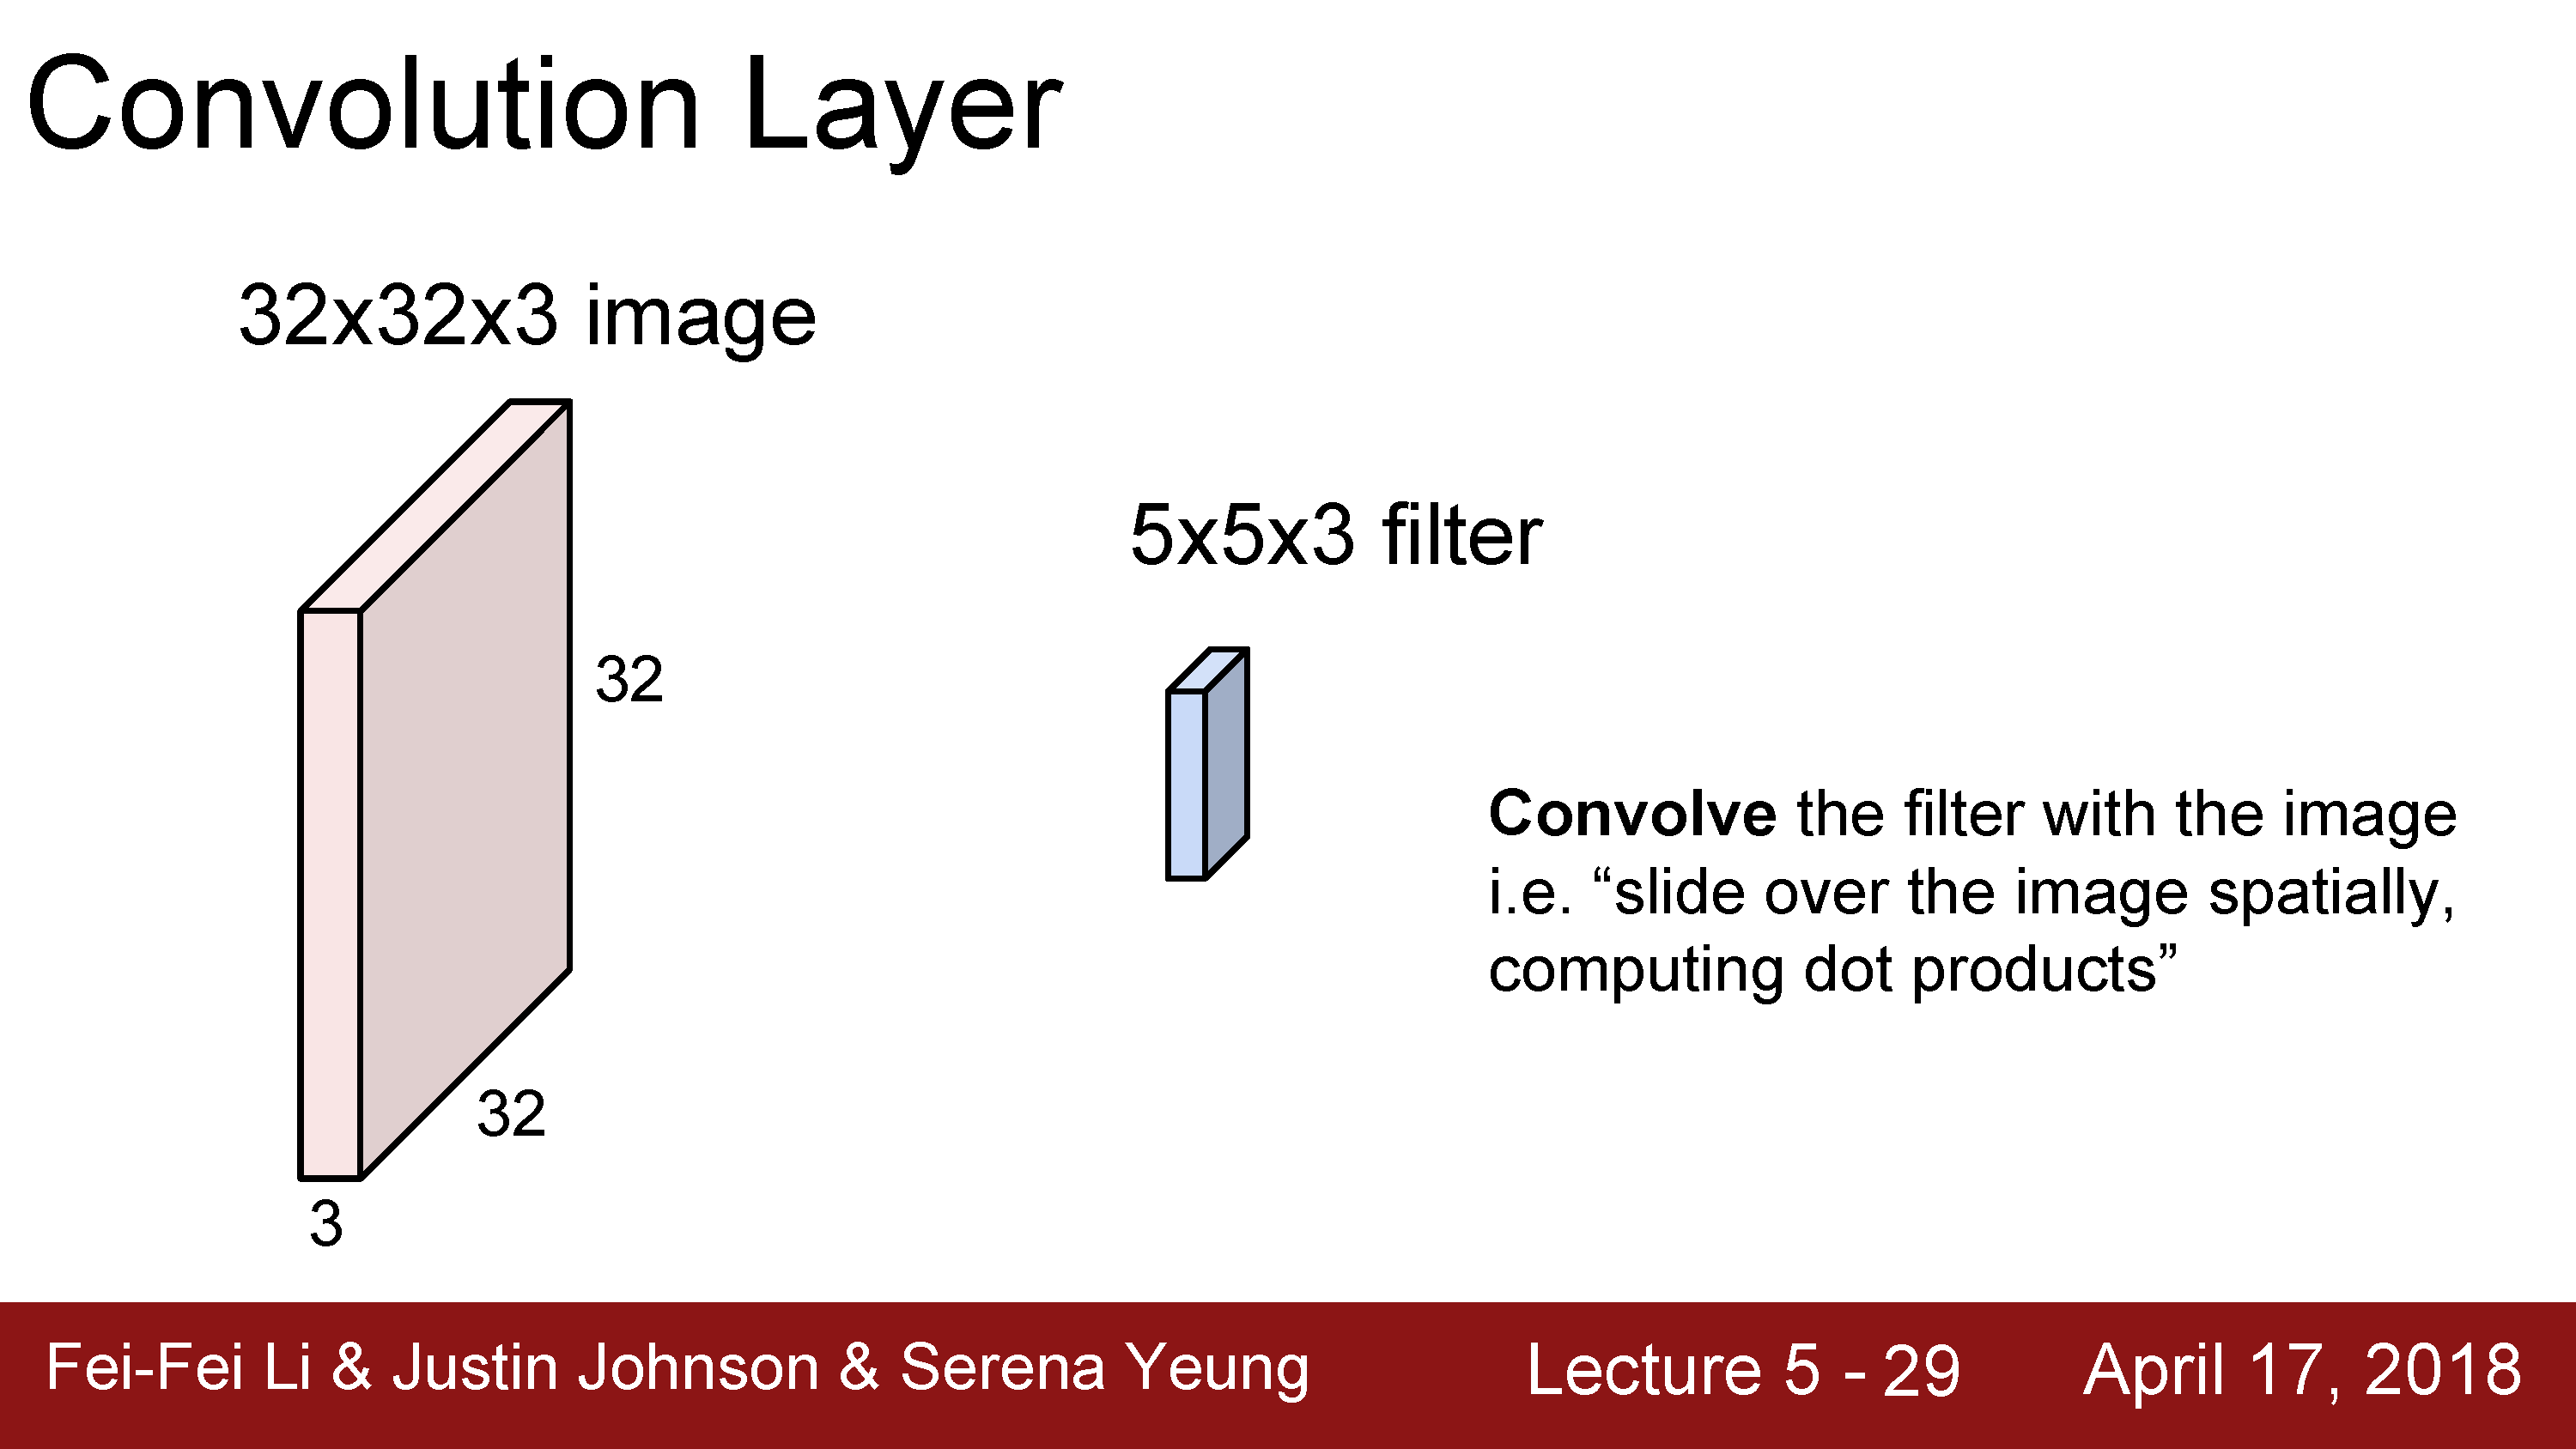 Convolution Layer
32x32x3 image
5x5x3 filter
32
Convolve the filter with the image
i.e. “slide over the image spatially,
computing dot products”
32
3
Fei-Fei Li & Justin Johnson & Serena Yeung Lecture 5 - 29 April 17, 2018